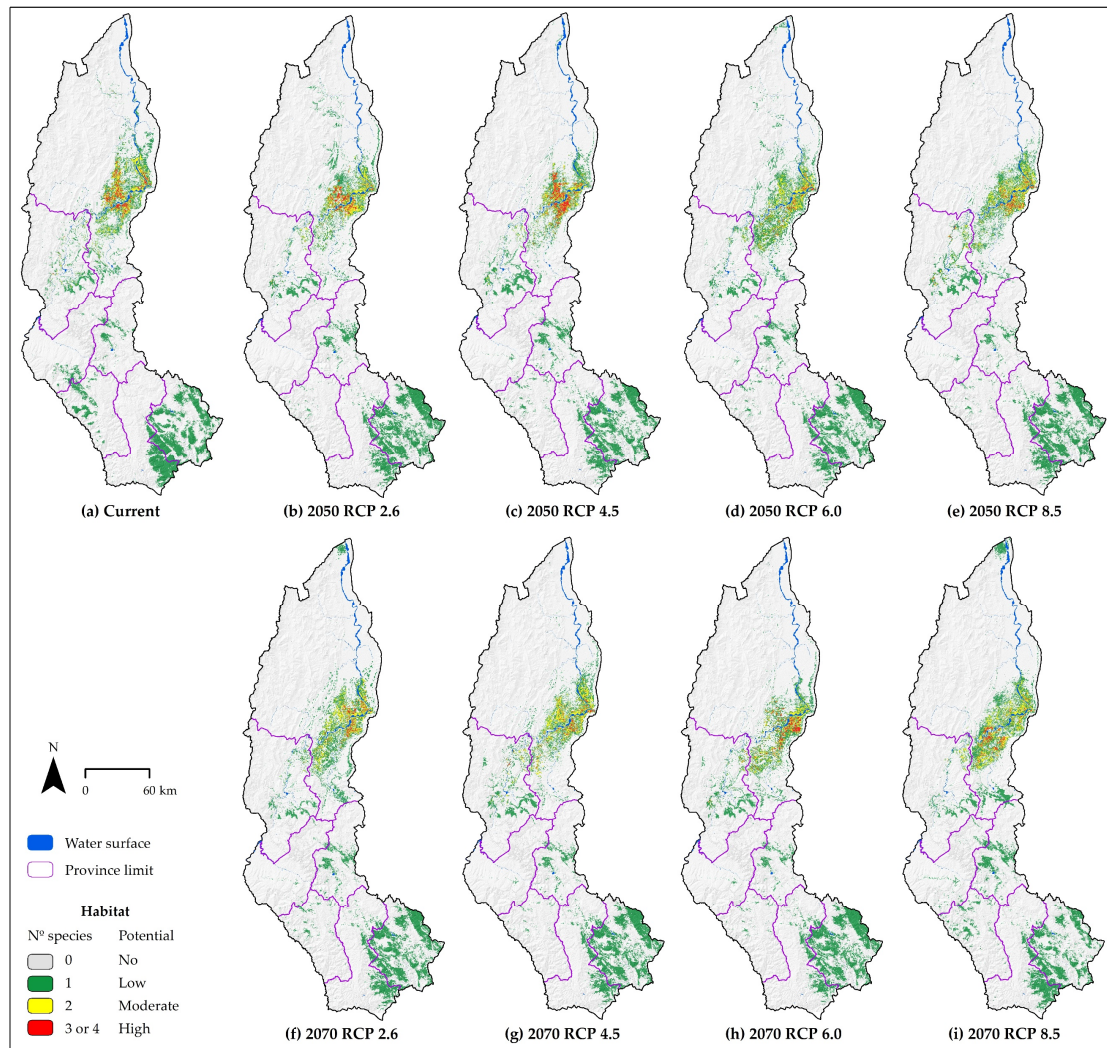 (a) Current
(b) 2050 RCP 2.6
(c) 2050 RCP 4.5
(d) 2050 RCP 6.0
(e) 2050 RCP 8.5
N
0 60 km
Water surface
Province limit
Habitat
Nº species Potential
0 No
1 Low
2 Moderate
3 or 4 High
(f) 2070 RCP 2.6
(g) 2070 RCP 4.5
(h) 2070 RCP 6.0
(i) 2070 RCP 8.5